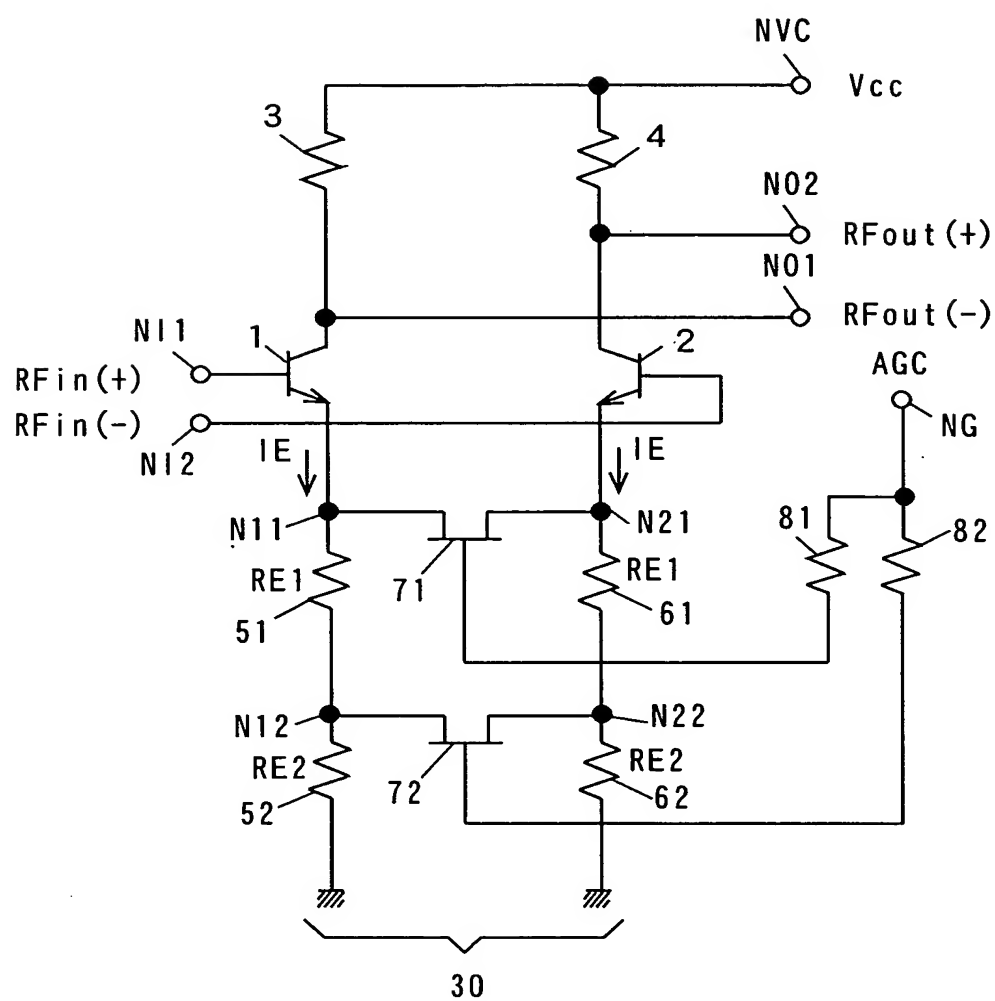 NVC
Vcc
3
4
NO2
RFout(+)
NO1
RFout(-)
NI1
1
2
RFin(+)
AGC
RFin(-)
NG
NI2
IE
IE
N11
N21
81
82
RE1
71
RE1
51
61
N12
N22
RE2
72
RE2
52
62
30